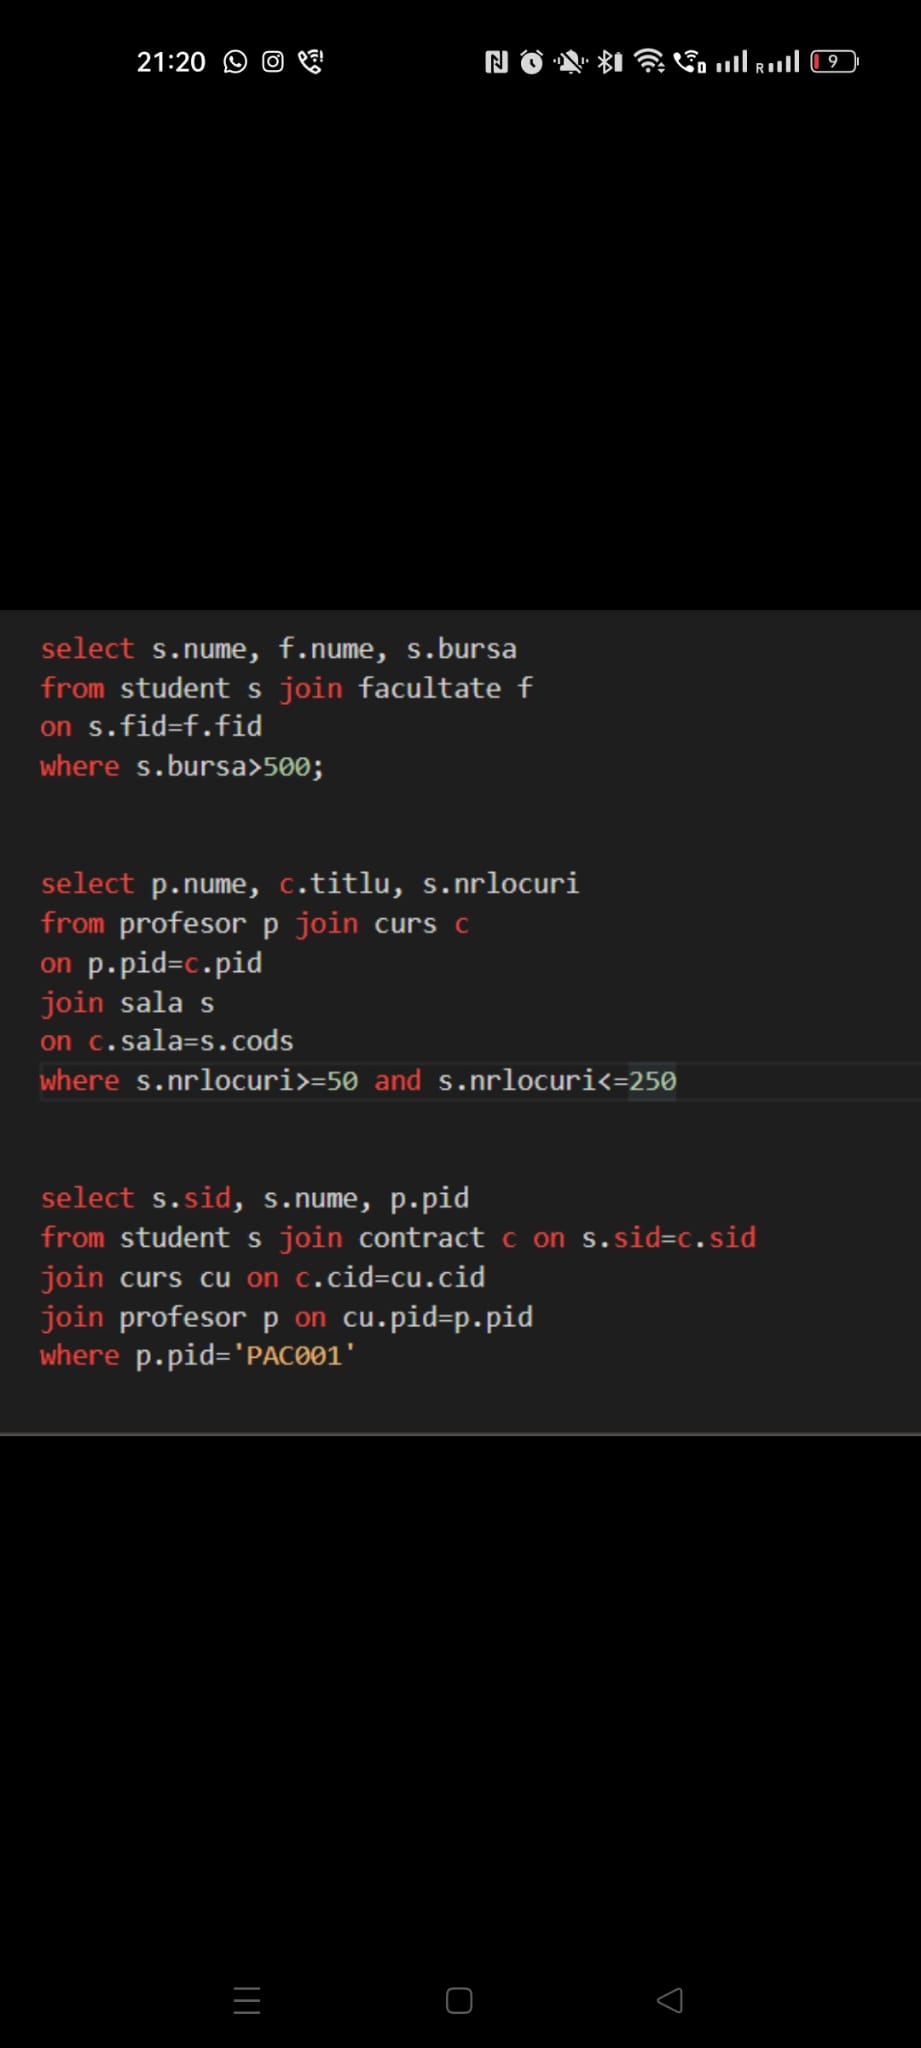 21:20
R
9
select s.nume, f.nume, s.bursa
from student s join facultate f
on s.fid=f.fid
where s.bursa>500;
select p.nume, c.titlu, s.nrlocuri
from profesor p join curs c
on p.pid=c.pid
join sala s
on c.sala=s.cods
where s.nrlocuri>=50 and s.nrlocuri<=250
select s.sid, s.nume, p.pid
from student s join contract c on s.sid=c.sid
join curs cu on c.cid=cu.cid
join profesor p on cu.pid=p.pid
where p.pid='PAC001'